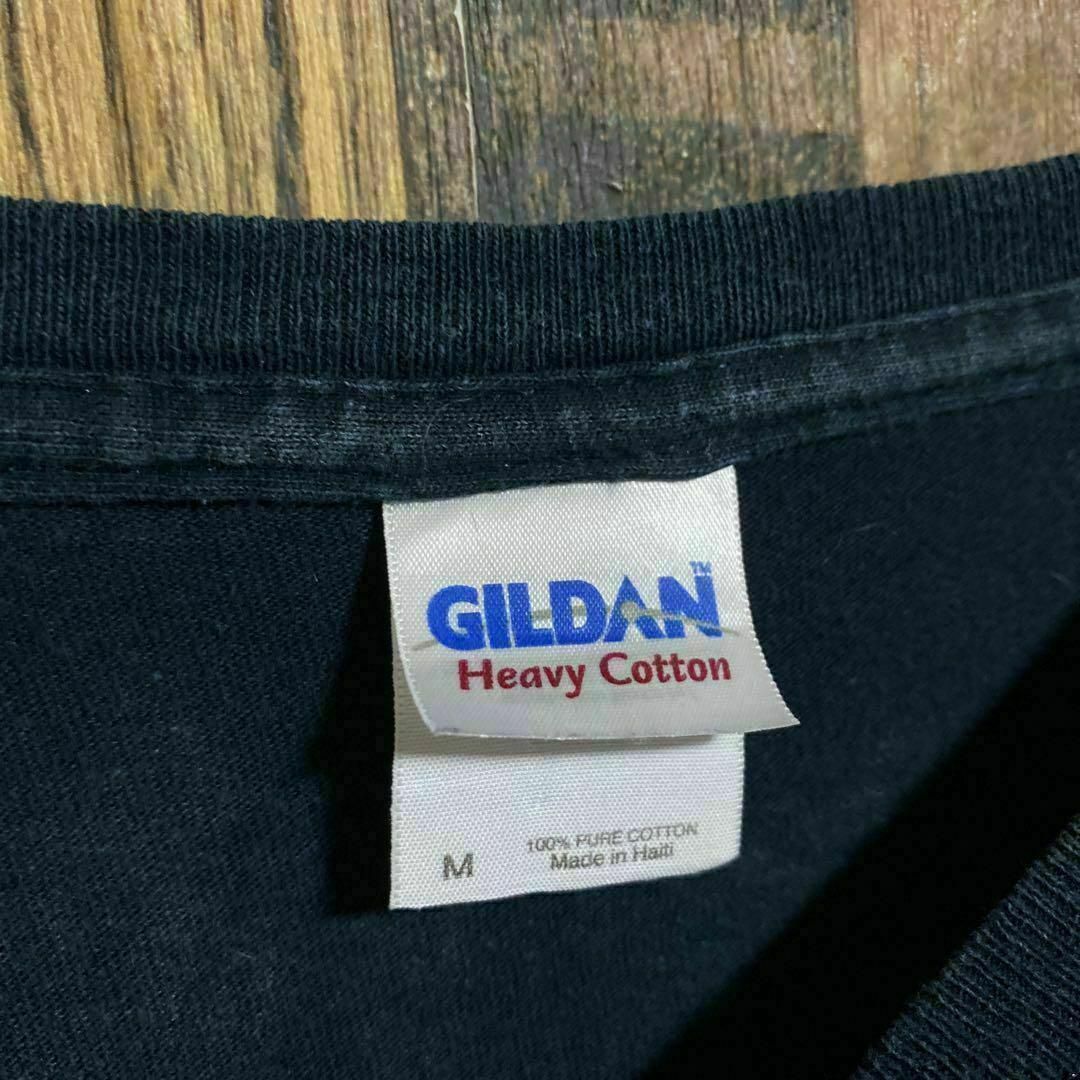 GILDAN™
Heavy Cotton
M
100% PURE COTTON
Made in Haiti